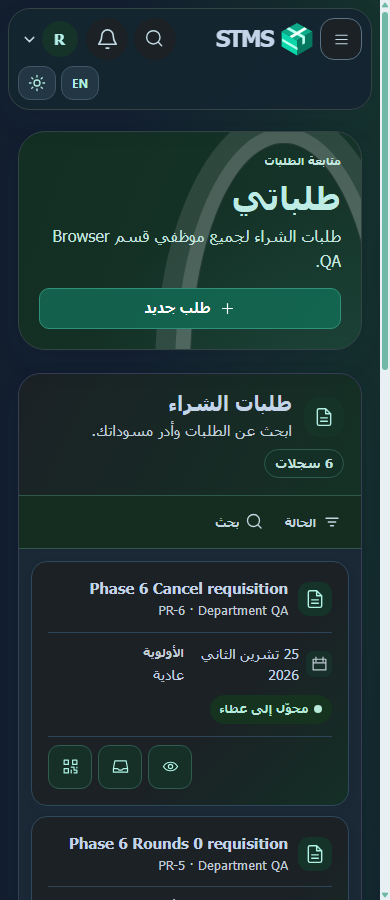 STMS
R
EN
متابعة الطلبات
طلباتي
طلبات الشراء لجميع موظفي قسم Browser
QA.
طلب جديد
طلبات الشراء
ابحث عن الطلبات وأدر مسوداتك.
6 سجلات
الحالة
بحث
Phase 6 Cancel requisition
PR-6 · Department QA
25 تشرين الثاني
2026
الأولوية
عادية
محوّل إلى عطاء
Phase 6 Rounds 0 requisition
PR-5 · Department QA